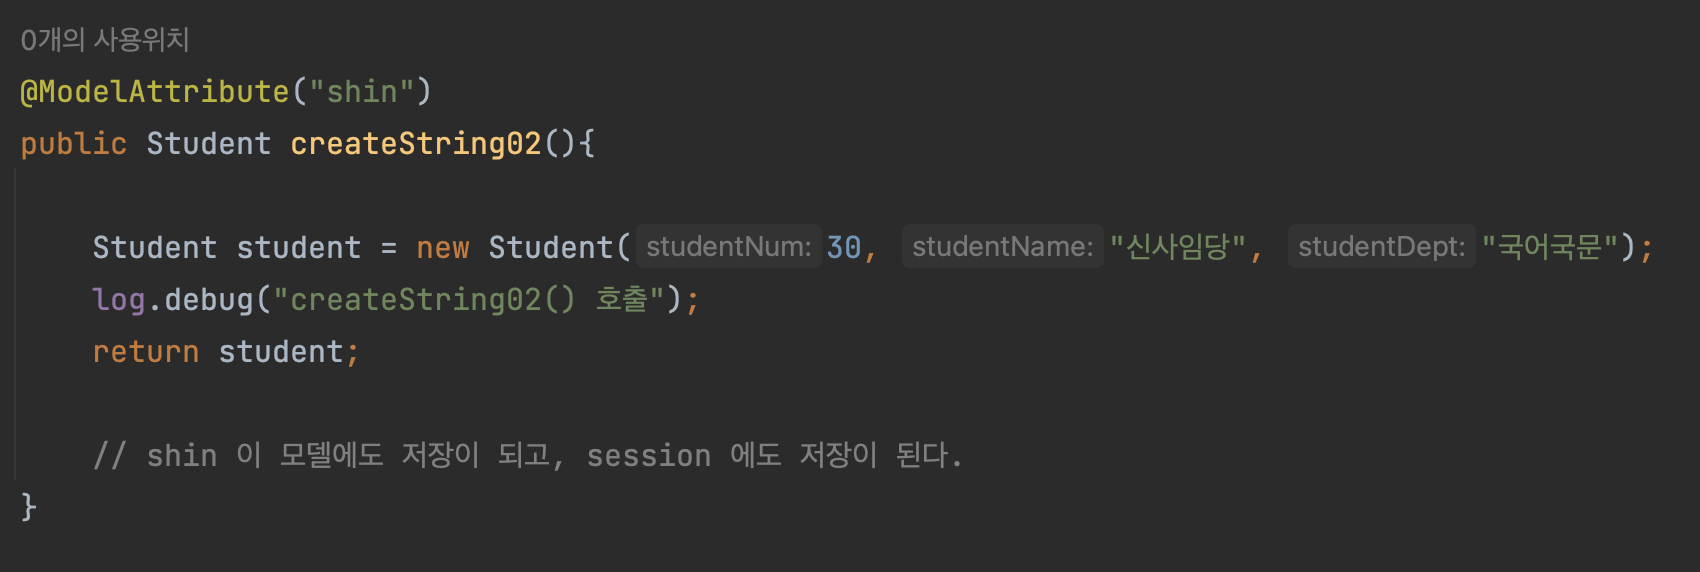 0개의 사용위치
@ModelAttribute("shin")
public Student createString02(){
Student student = new Student( studentNum: 30, studentName: "신사임당", studentDept: "국어국문");
log.debug("createString02() 호출");
return student;
// shin 이 모델에도 저장이 되고, session 에도 저장이 된다.
}